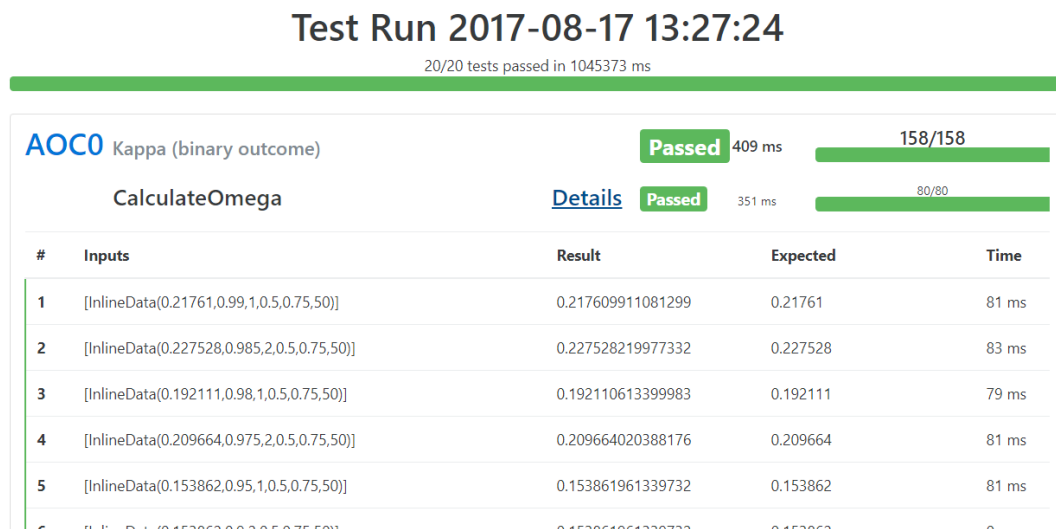 Test Run 2017-08-17 13:27:24
20/20 tests passed in 1045373 ms
AOC0 Kappa (binary outcome) Passed 409 ms 158/158
CalculateOmega Details Passed 351 ms 80/80
# Inputs Result Expected Time
1 [InlineData(0.21761,0.99,1,0.5,0.75,50)] 0.217609911081299 0.21761 81 ms
2 [InlineData(0.227528,0.985,2,0.5,0.75,50)] 0.227528219977332 0.227528 83 ms
3 [InlineData(0.192111,0.98,1,0.5,0.75,50)] 0.192110613399983 0.192111 79 ms
4 [InlineData(0.209664,0.975,2,0.5,0.75,50)] 0.209664020388176 0.209664 81 ms
5 [InlineData(0.153862,0.95,1,0.5,0.75,50)] 0.153861961339732 0.153862 81 ms